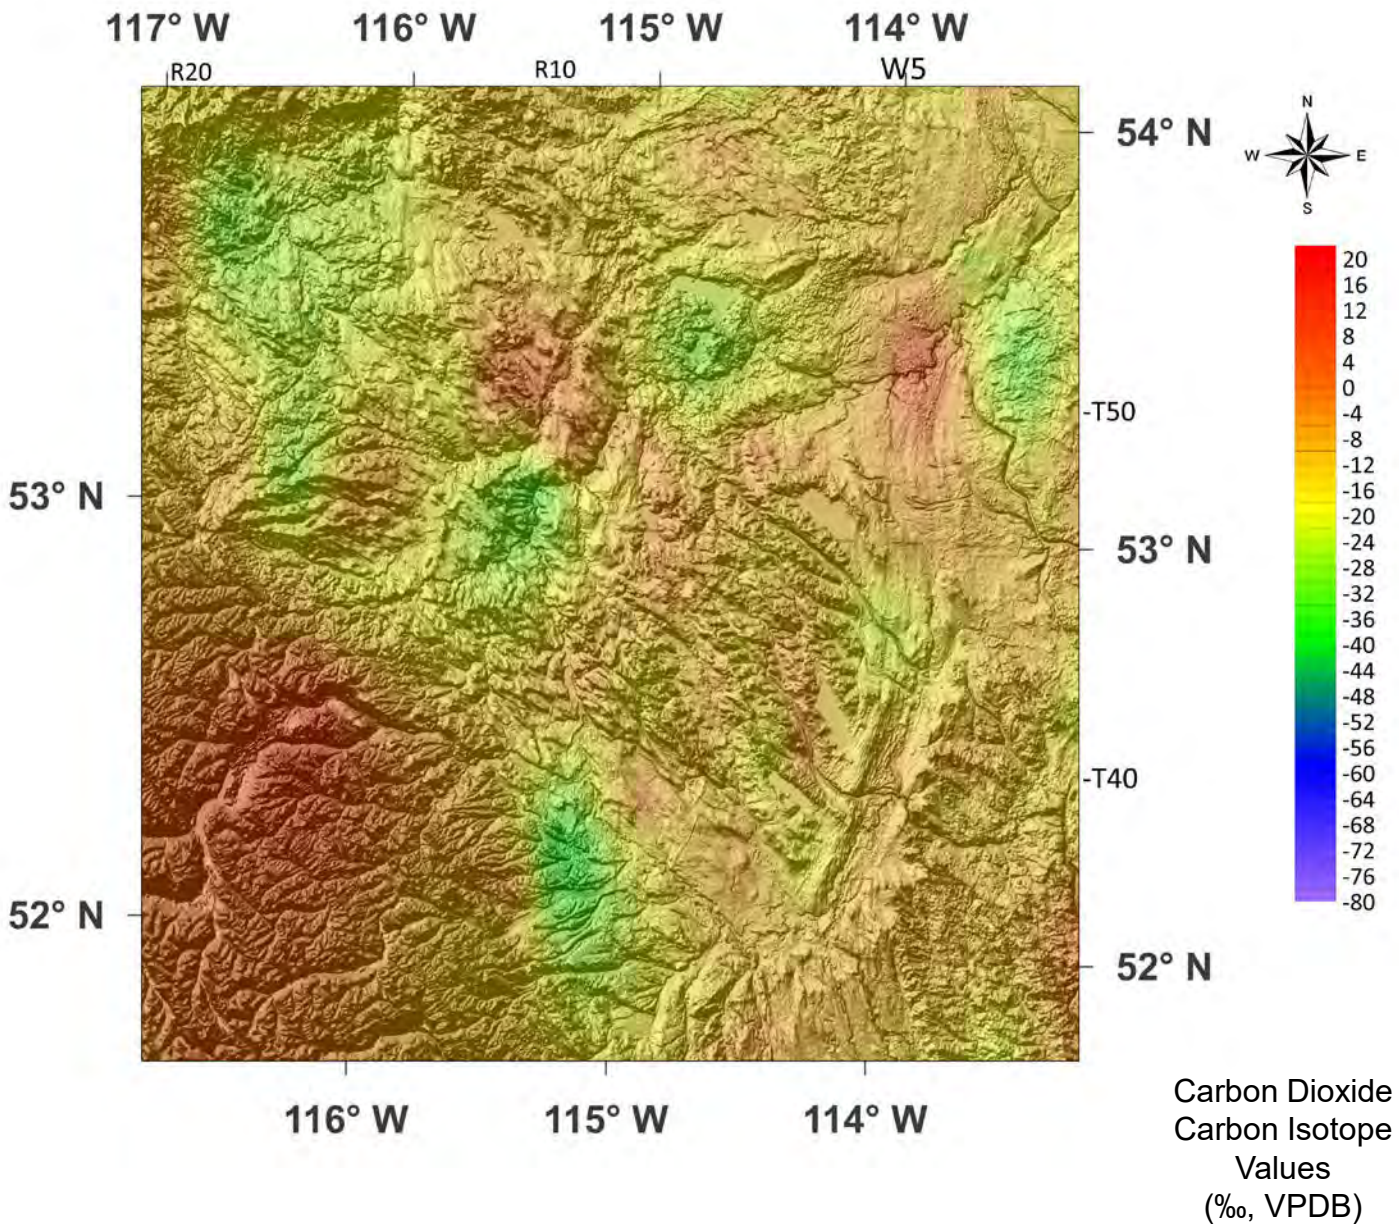 117° W 116° W 115° W 114° W
R20 R10 W5
N
W E
S
54° N
20
16
12
8
4
0
-4
-8
-12
-16
-20
-24
-28
-32
-36
-40
-44
-48
-52
-56
-60
-64
-68
-72
-76
-80
-T50
53° N
53° N
-T40
52° N
52° N
116° W 115° W 114° W
Carbon Dioxide
Carbon Isotope
Values
(‰, VPDB)